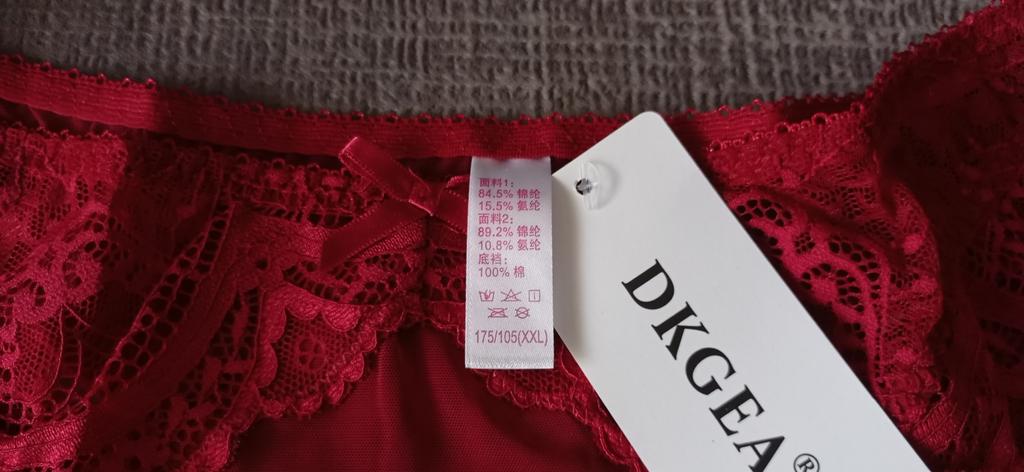 面料1:
84.5% 锦纶
15.5% 氨纶
面料2:
89.2% 锦纶
10.8% 氨纶
底裆:
100% 棉
175/105(XXL)
DKGEA®